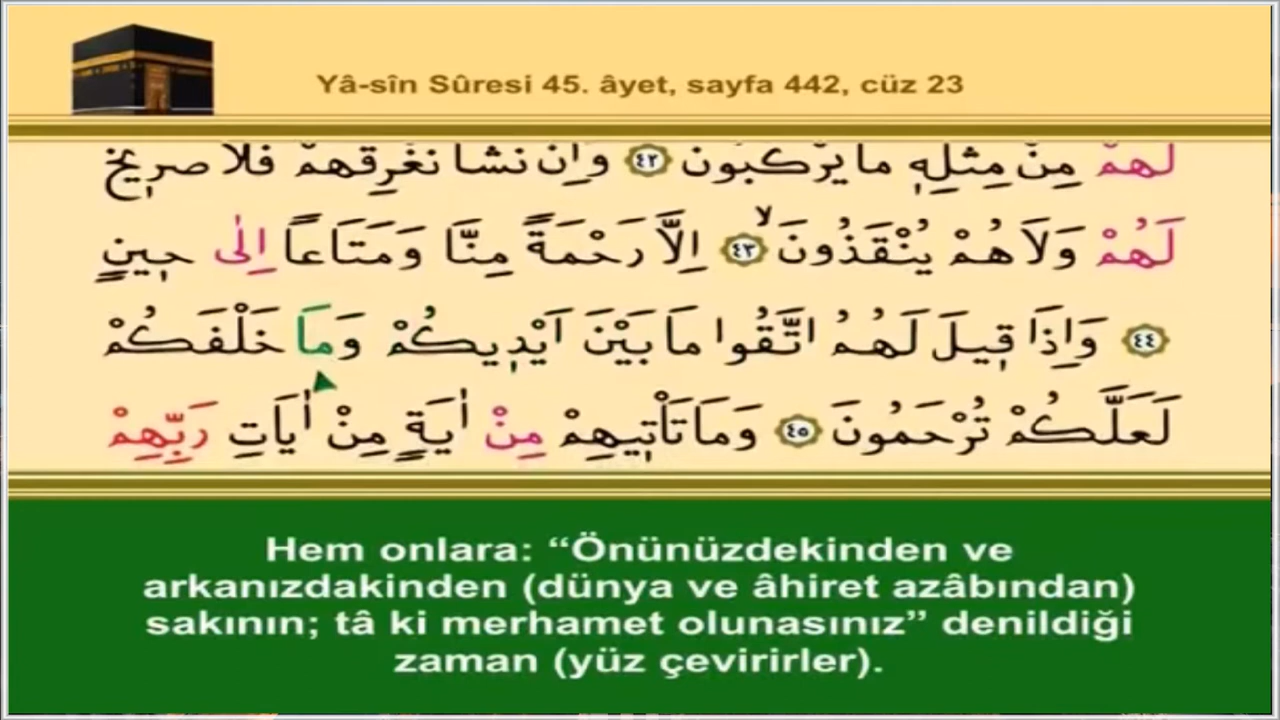 Yâ-sîn Sûresi 45. âyet, sayfa 442, cüz 23
لَهُمْ مِنْ مِثْلِهٖ مَا يَرْكَبُونَ ﴿٤٢﴾ وَاِنْ نَشَأْ نُغْرِقْهُمْ فَلَا صَرٖيخَ
لَهُمْ وَلَا هُمْ يُنْقَذُونَۙ ﴿٤٣﴾ اِلَّا رَحْمَةً مِنَّا وَمَتَاعًا اِلٰى حٖينٍ
﴿٤٤﴾ وَاِذَا قٖيلَ لَهُمُ اتَّقُوا مَا بَيْنَ اَيْدٖيكُمْ وَمَا خَلْفَكُمْ
لَعَلَّكُمْ تُرْحَمُونَ ﴿٤٥﴾ وَمَا تَأْتٖيهِمْ مِنْ اٰيَةٍ مِنْ اٰيَاتِ رَبِّهِمْ
Hem onlara: “Önünüzdekinden ve
arkanızdakinden (dünya ve âhiret azâbından)
sakının; tâ ki merhamet olunasınız” denildiği
zaman (yüz çevirirler).